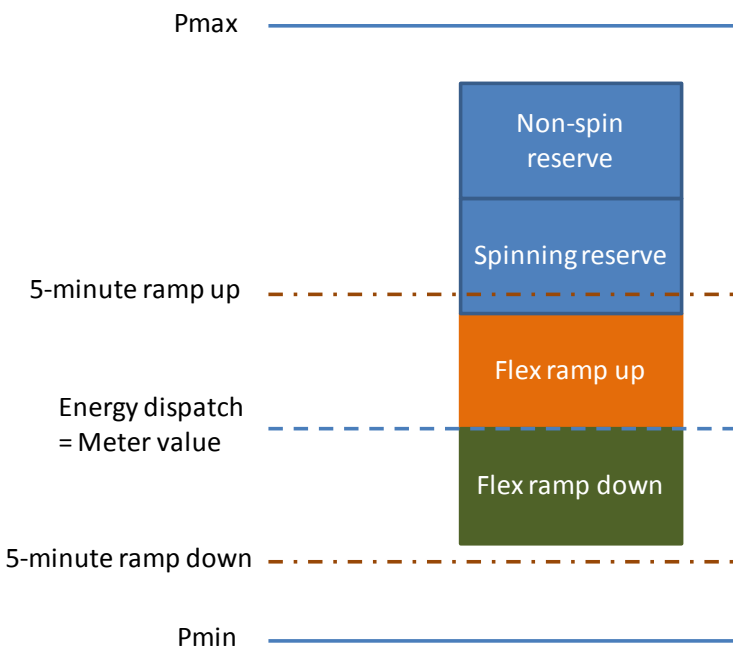 Pmax
Non-spin
reserve
Spinning reserve
5-minute ramp up
Flex ramp up
Energy dispatch
= Meter value
Flex ramp down
5-minute ramp down
Pmin